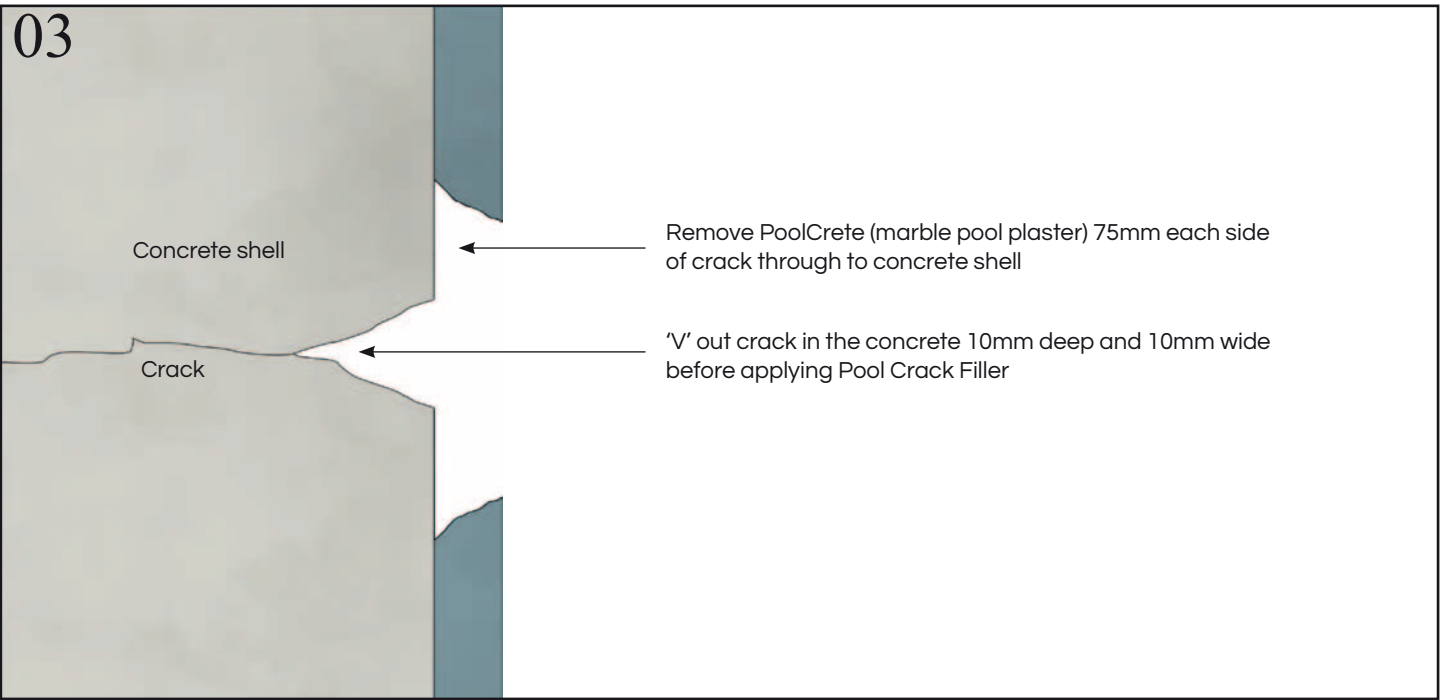 03
Concrete shell
Remove PoolCrete (marble pool plaster) 75mm each side
of crack through to concrete shell
‘V’ out crack in the concrete 10mm deep and 10mm wide
before applying Pool Crack Filler
Crack